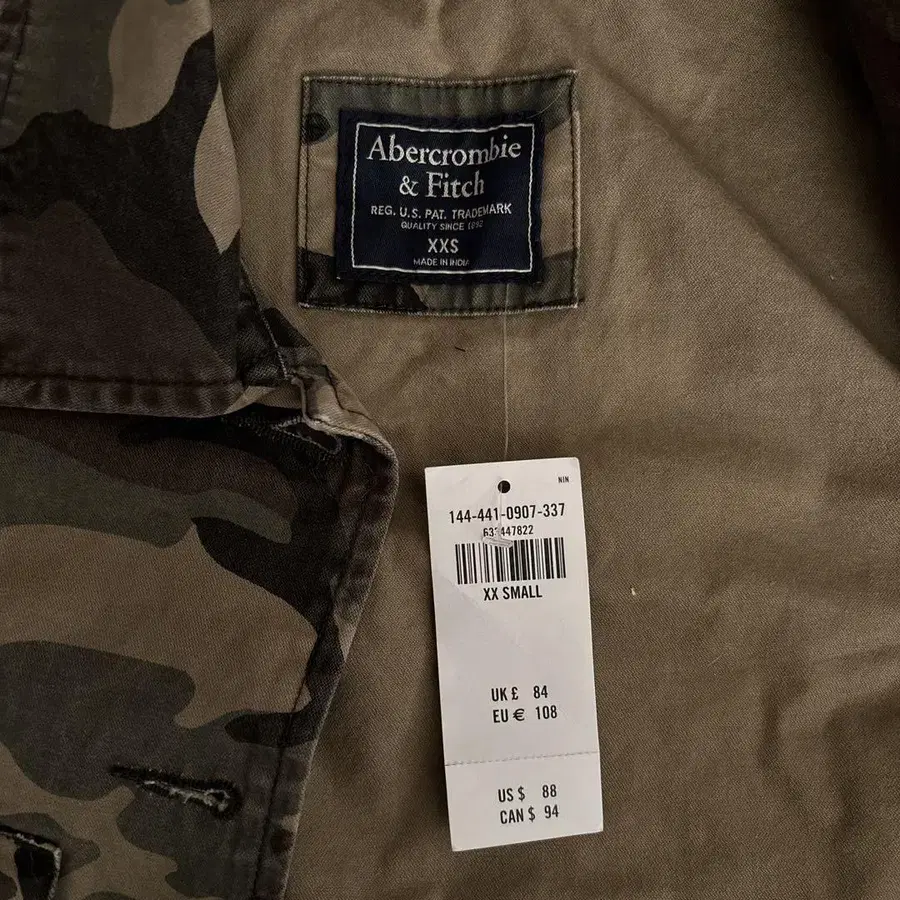 Abercrombie
& Fitch
REG. U.S. PAT. TRADEMARK
QUALITY SINCE 1892
XXS
MADE IN INDIA
NIN
144-441-0907-337
447822
XX SMALL
UK £ 84
EU € 108
US $ 88
CAN $ 94